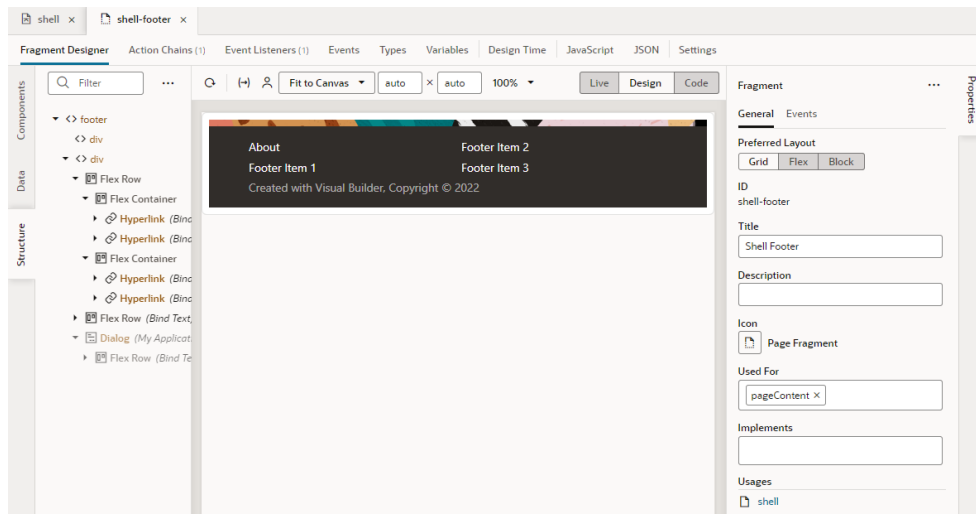 shell ×
shell-footer ×
Fragment Designer Action Chains (1) Event Listeners (1) Events Types Variables Design Time JavaScript JSON Settings
Components
Data
Structure
Filter ...
<> footer
<> div
<> div
Flex Row
Flex Container
Hyperlink (Bind
Hyperlink (Bind
Flex Container
Hyperlink (Bind
Hyperlink (Bind
Flex Row (Bind Text,
Dialog (My Applicat.
Flex Row (Bind Te
Fit to Canvas auto × auto 100% Live Design Code
About Footer Item 2
Footer Item 1 Footer Item 3
Created with Visual Builder, Copyright © 2022
Fragment ...
General Events
Preferred Layout
Grid Flex Block
ID
shell-footer
Title
Shell Footer
Description
Icon
Page Fragment
Used For
pageContent ×
Implements
Usages
shell
Properties